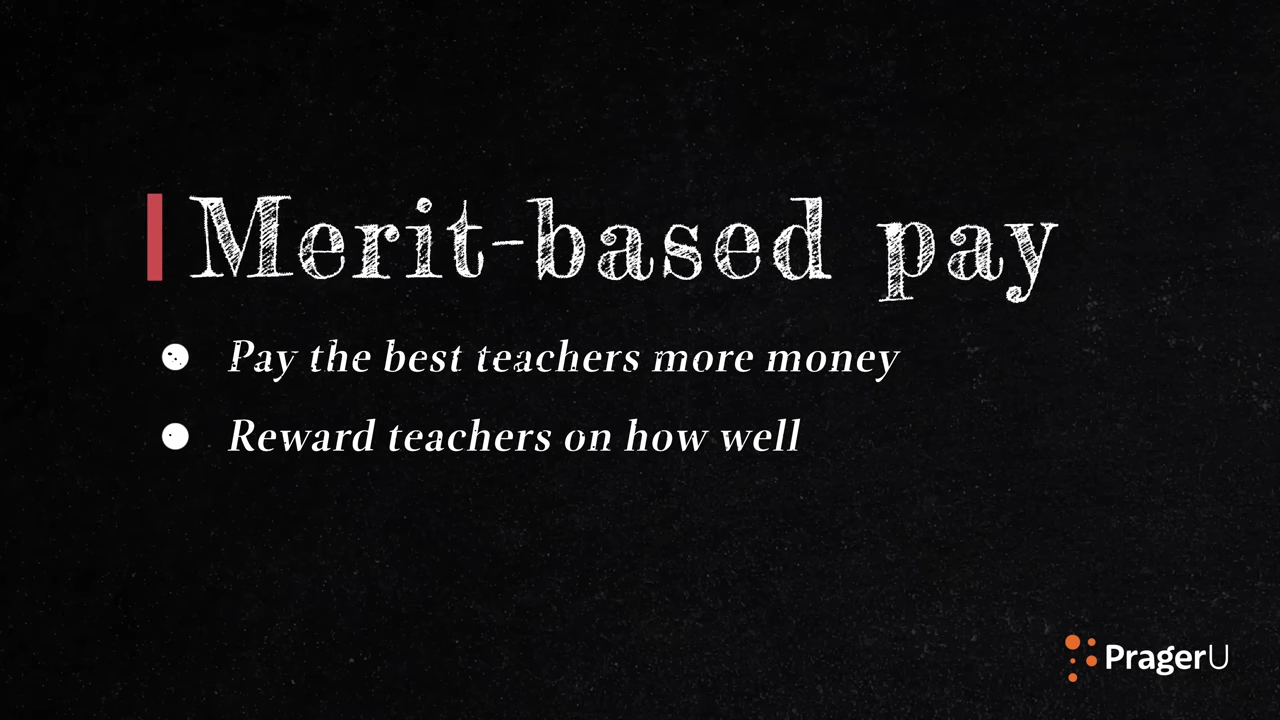 Merit-based pay
Pay the best teachers more money
Reward teachers on how well
PragerU